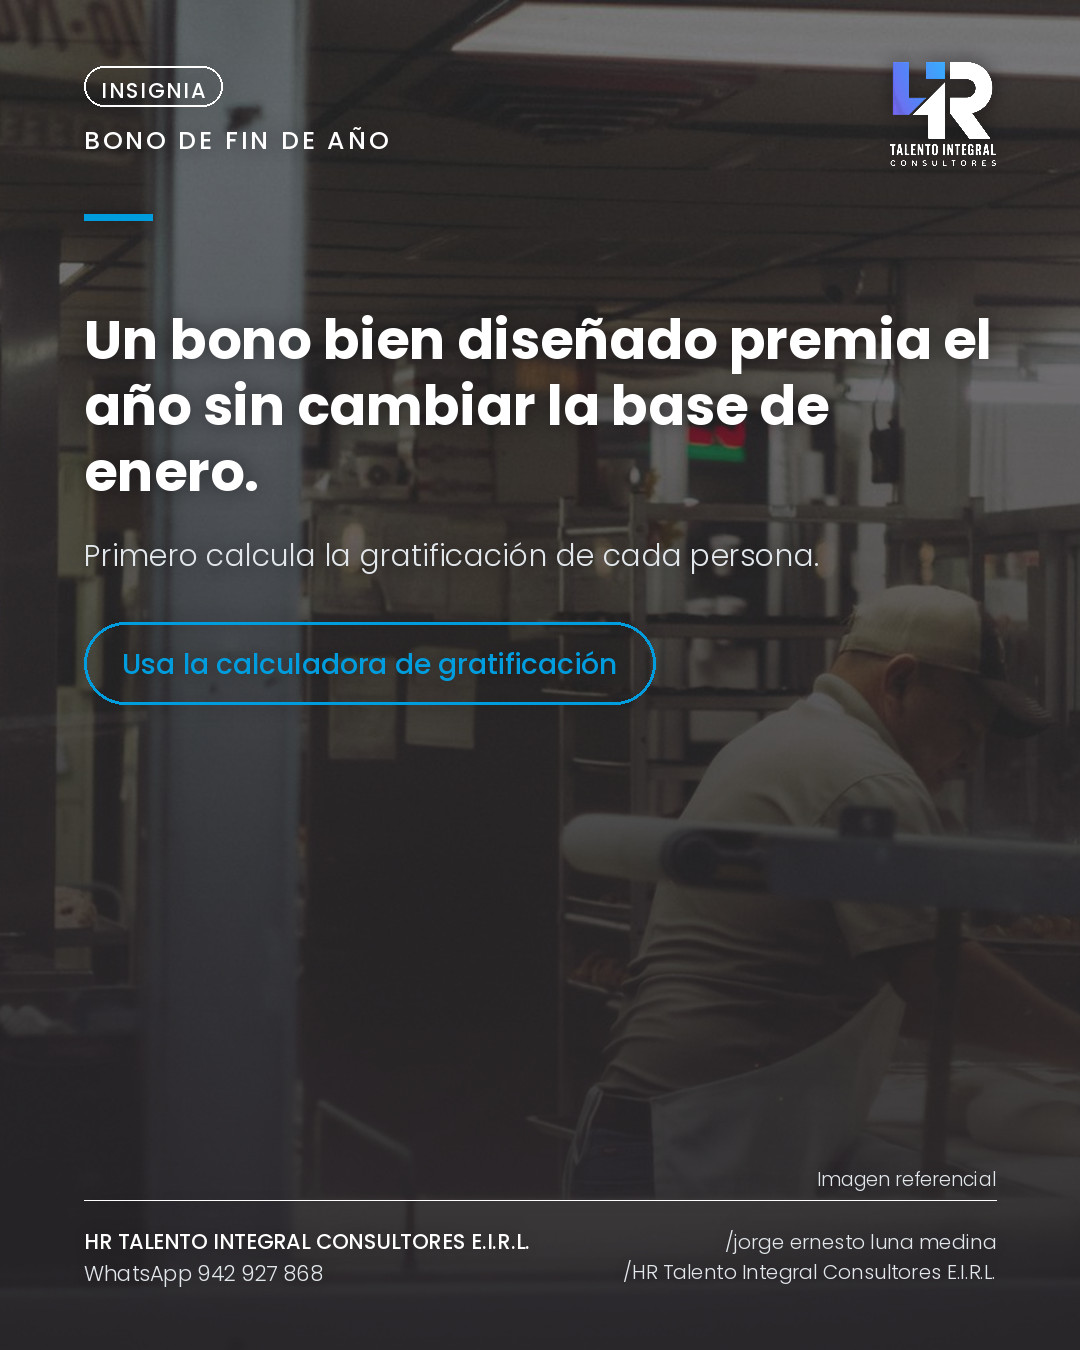 INSIGNIA
BONO DE FIN DE AÑO
HR
TALENTO INTEGRAL
CONSULTORES
Un bono bien diseñado premia el
año sin cambiar la base de
enero.
Primero calcula la gratificación de cada persona.
Usa la calculadora de gratificación
Imagen referencial
HR TALENTO INTEGRAL CONSULTORES E.I.R.L.
WhatsApp 942 927 868
/jorge ernesto luna medina
/HR Talento Integral Consultores E.I.R.L.